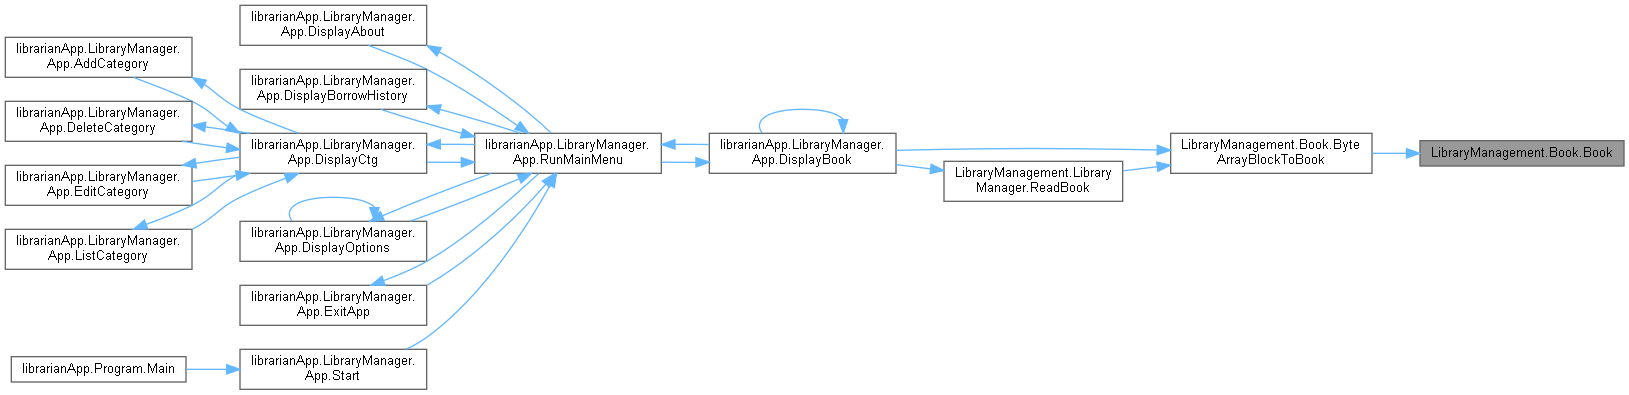 librarianApp.LibraryManager.
App.AddCategory
librarianApp.LibraryManager.
App.DeleteCategory
librarianApp.LibraryManager.
App.EditCategory
librarianApp.LibraryManager.
App.ListCategory
librarianApp.Program.Main
librarianApp.LibraryManager.
App.DisplayAbout
librarianApp.LibraryManager.
App.DisplayBorrowHistory
librarianApp.LibraryManager.
App.DisplayCtg
librarianApp.LibraryManager.
App.DisplayOptions
librarianApp.LibraryManager.
App.ExitApp
librarianApp.LibraryManager.
App.Start
librarianApp.LibraryManager.
App.RunMainMenu
librarianApp.LibraryManager.
App.DisplayBook
LibraryManagement.Library
Manager.ReadBook
LibraryManagement.Book.Byte
ArrayBlockToBook
LibraryManagement.Book.Book